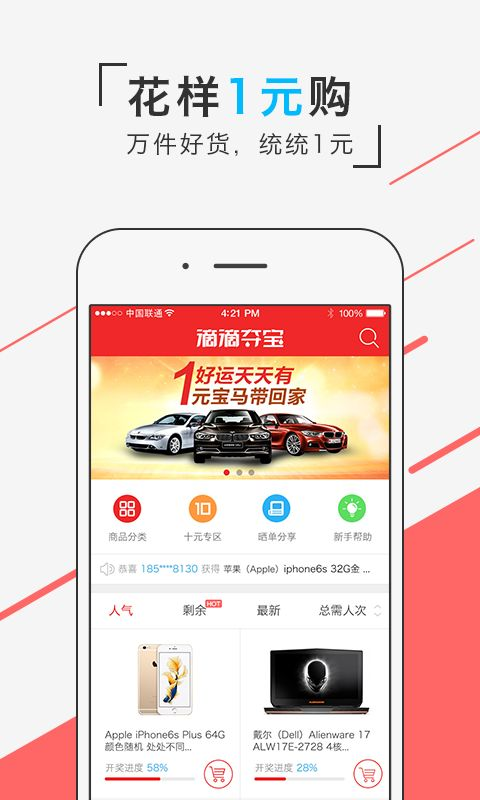 花样1元购
万件好货，统统1元
中国联通
4:21 PM
100%
滴滴夺宝
好运天天有
1元宝马带回家
商品分类
10
十元专区
晒单分享
新手帮助
恭喜 185****8130 获得 苹果（Apple）iphone6s 32G金 ...
人气
剩余
HOT
最新
总需人次
Apple iPhone6s Plus 64G
颜色随机 处处不同...
开奖进度 58%
戴尔（Dell）Alienware 17
ALW17E-2728 4核...
开奖进度 52%